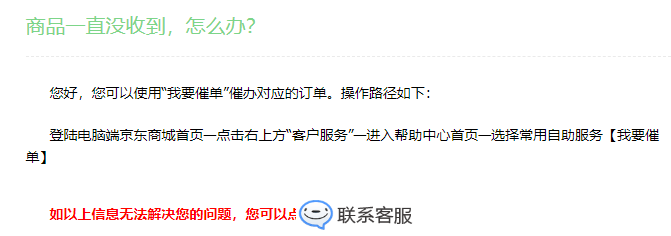 商品一直没收到，怎么办？
您好，您可以使用“我要催单”催办对应的订单。操作路径如下：
登陆电脑端京东商城首页—点击右上方“客户服务”—进入帮助中心首页—选择常用自助服务【我要催
单】
如以上信息无法解决您的问题，您可以点 联系客服